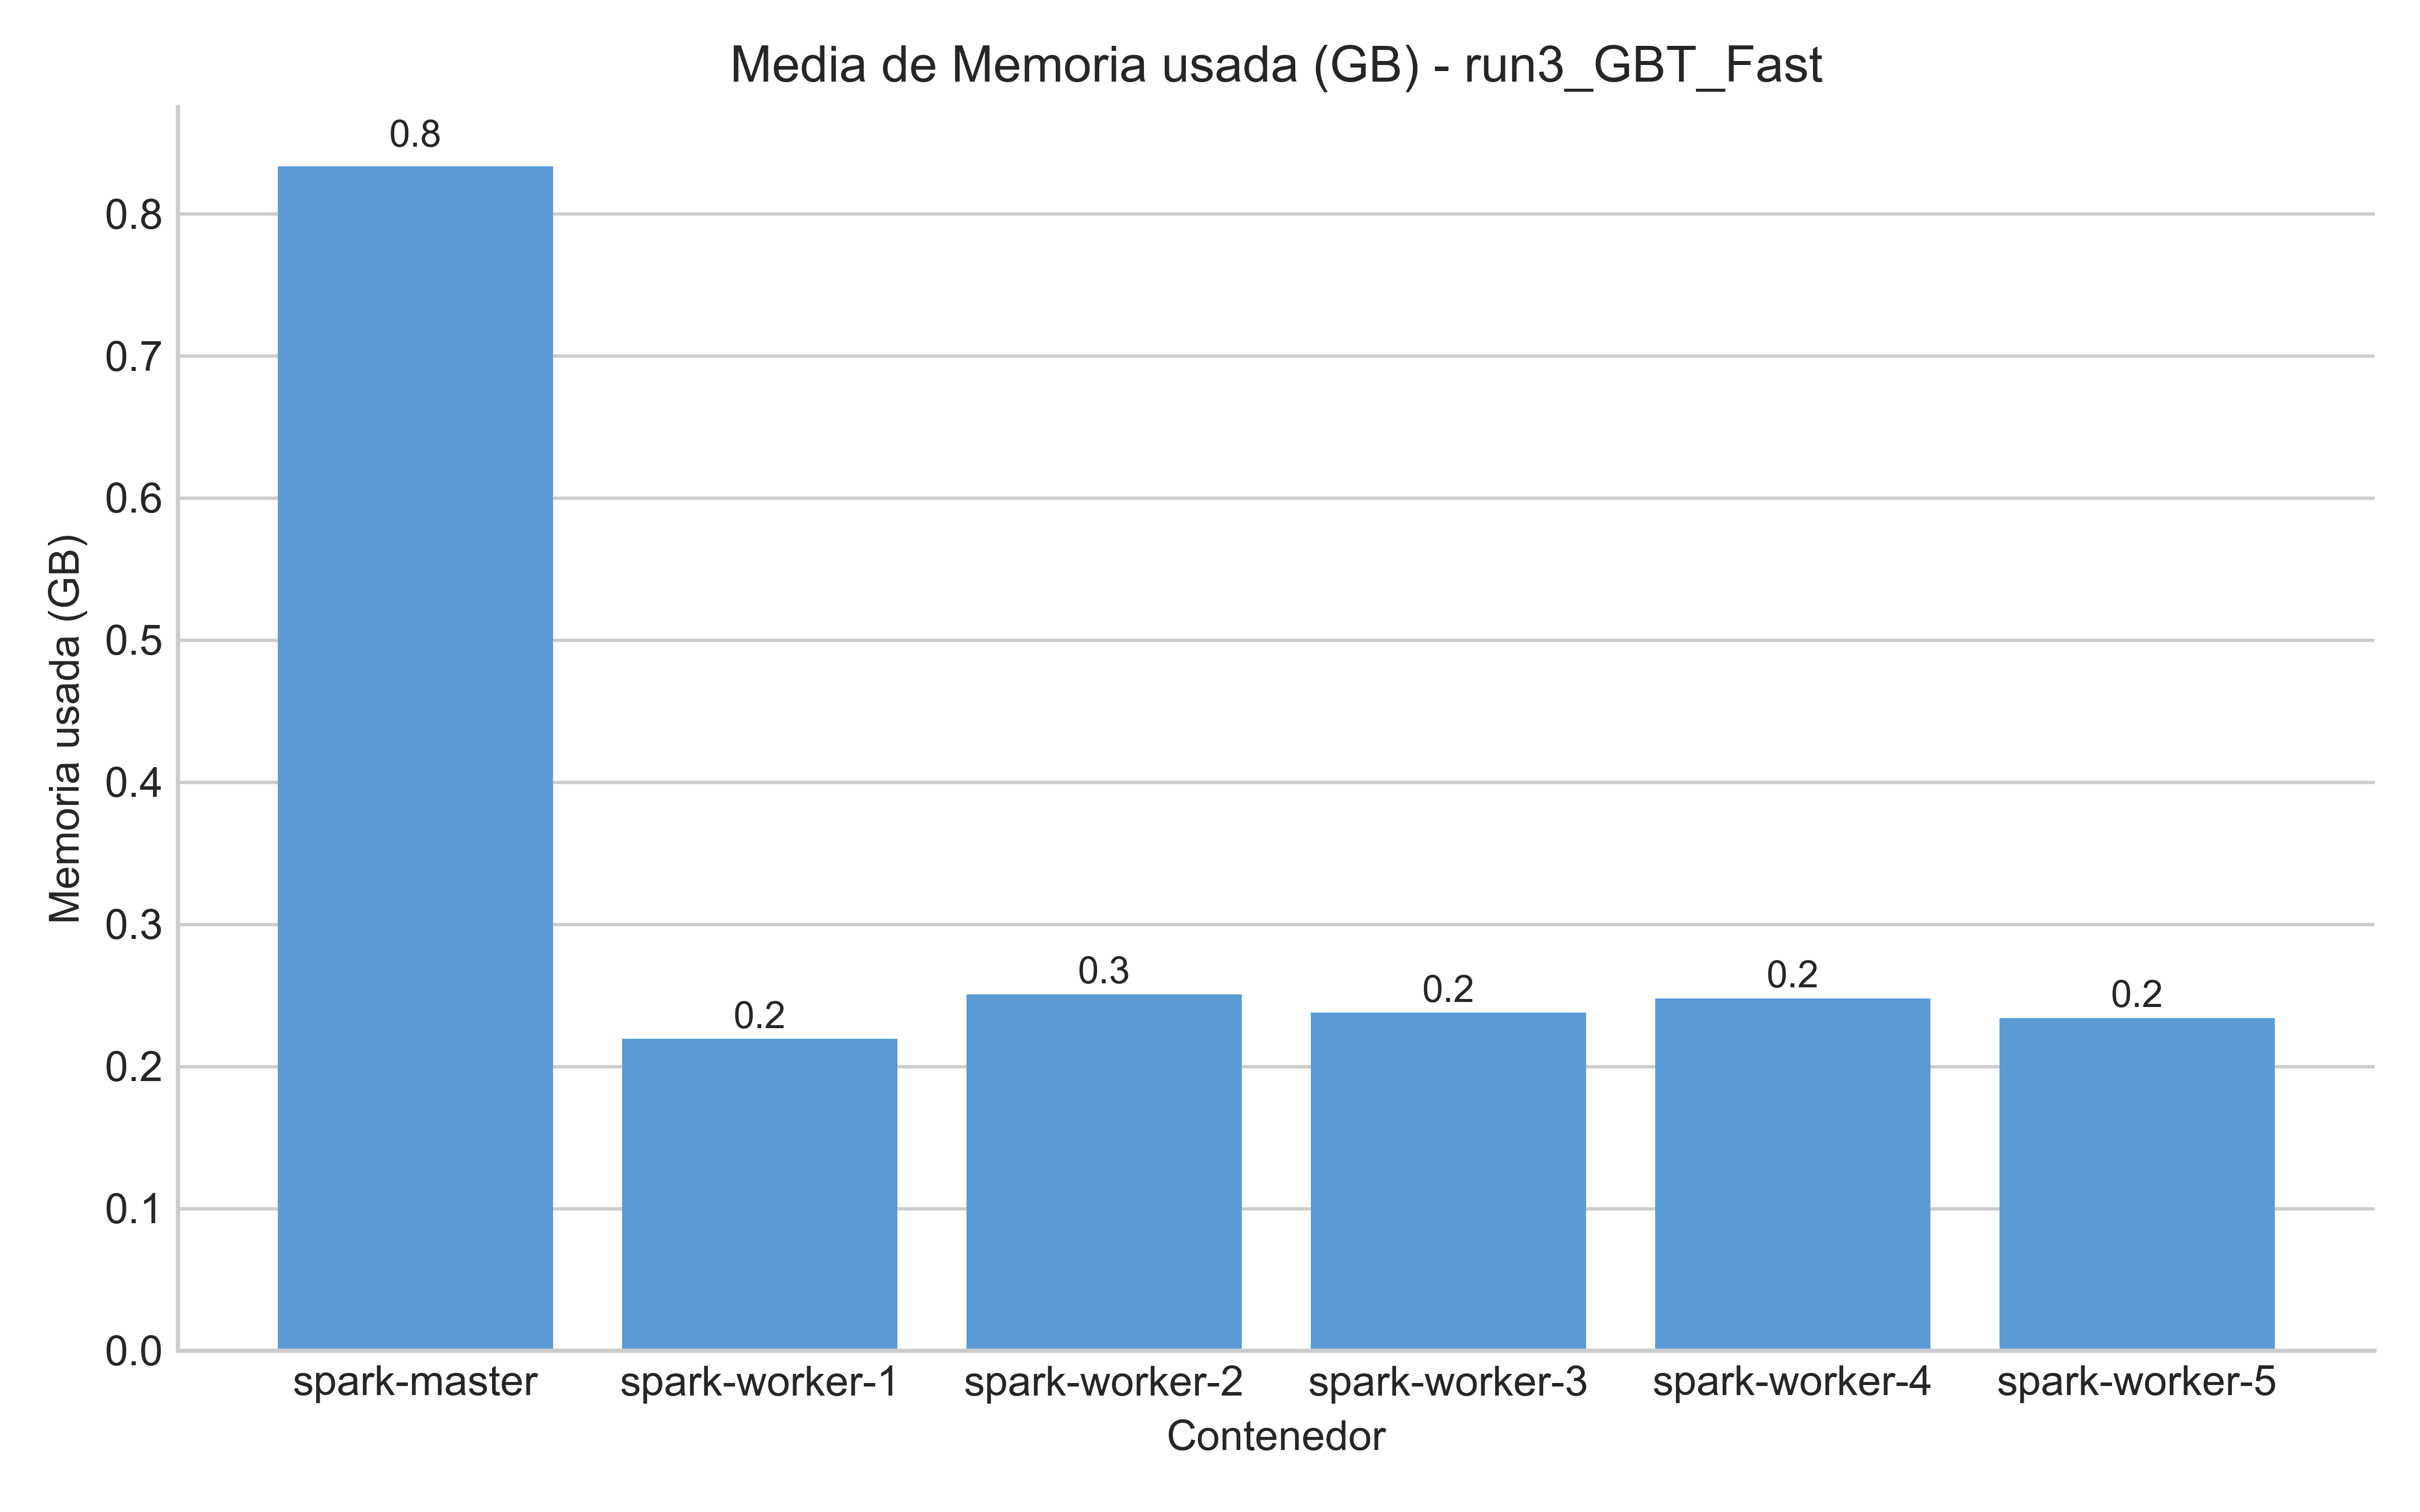 Media de Memoria usada (GB) - run3_GBT_Fast
Memoria usada (GB)
0.8
0.7
0.6
0.5
0.4
0.3
0.2
0.1
0.0
0.8
0.2
0.3
0.2
0.2
0.2
spark-master
spark-worker-1
spark-worker-2
spark-worker-3
spark-worker-4
spark-worker-5
Contenedor